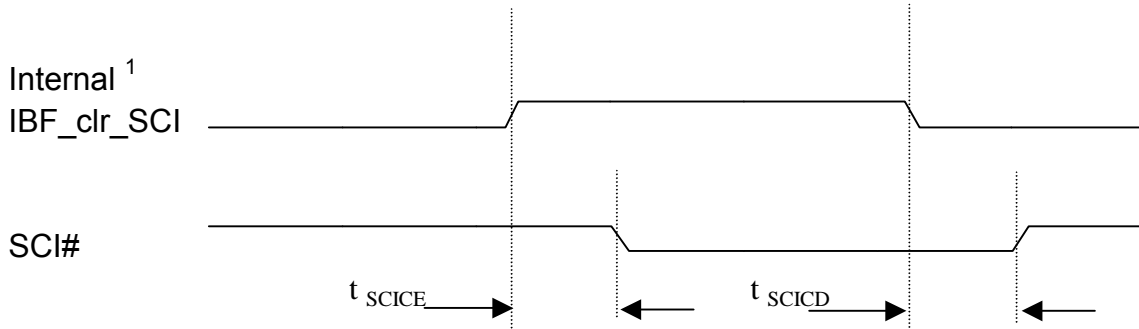 Internal 1
IBF_clr_SCI
SCI#
t SCICE
t SCICD